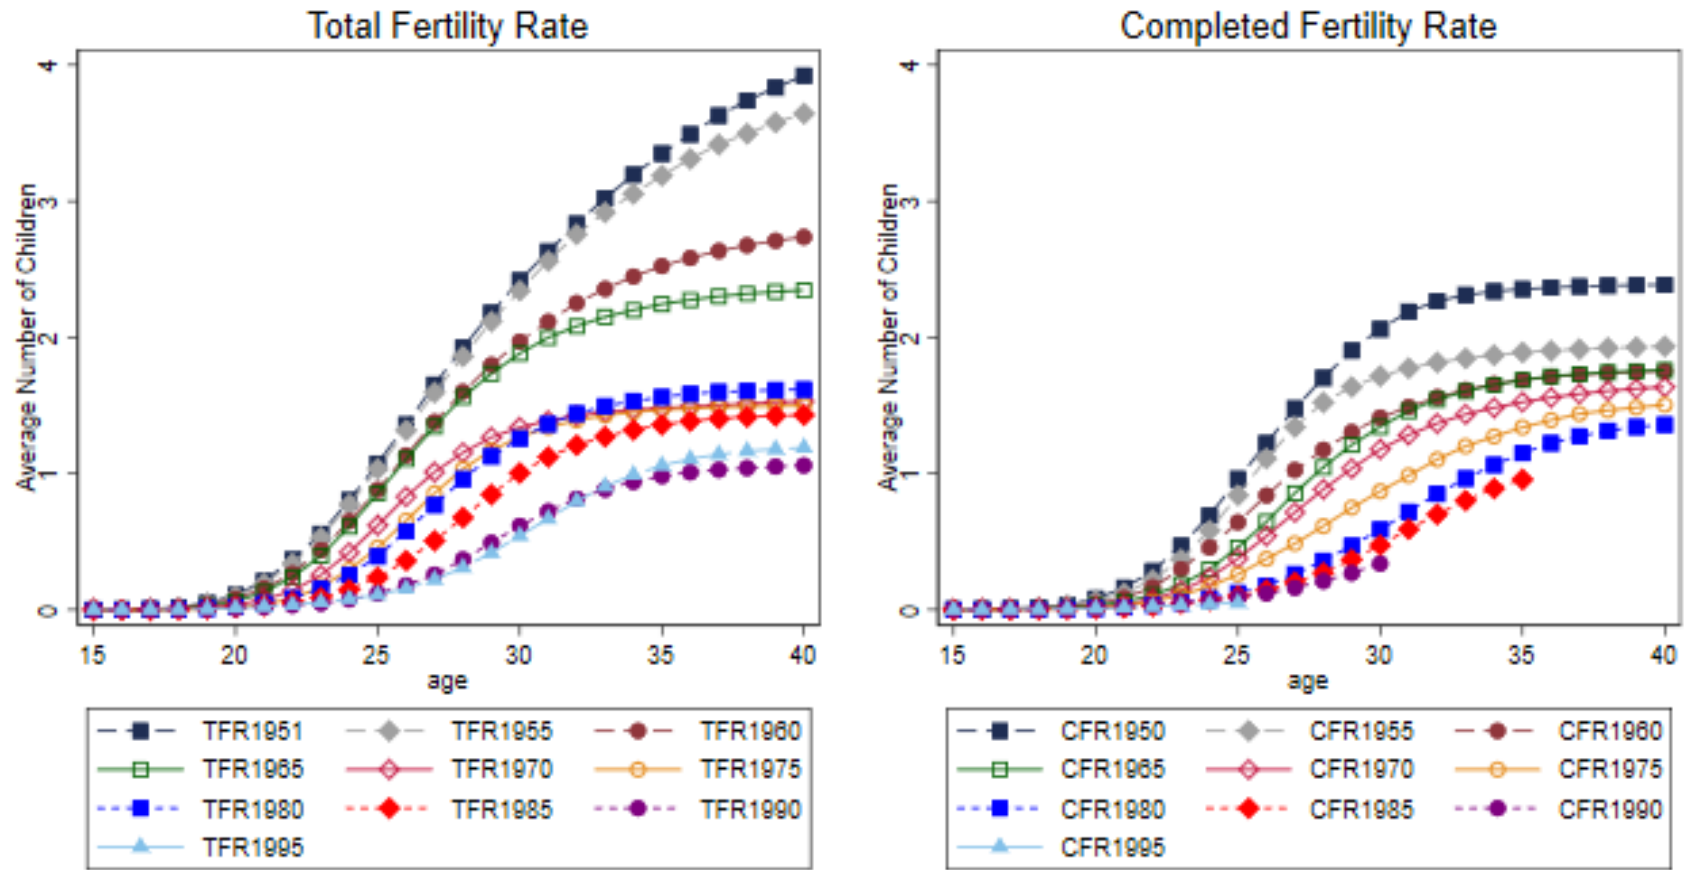 Total Fertility Rate
Average Number of Children
4
3
2
1
0
15 20 25 30 35 40
age
TFR1951 TFR1955 TFR1960
TFR1965 TFR1970 TFR1975
TFR1980 TFR1985 TFR1990
TFR1995
Completed Fertility Rate
Average Number of Children
4
3
2
1
0
15 20 25 30 35 40
age
CFR1950 CFR1955 CFR1960
CFR1965 CFR1970 CFR1975
CFR1980 CFR1985 CFR1990
CFR1995